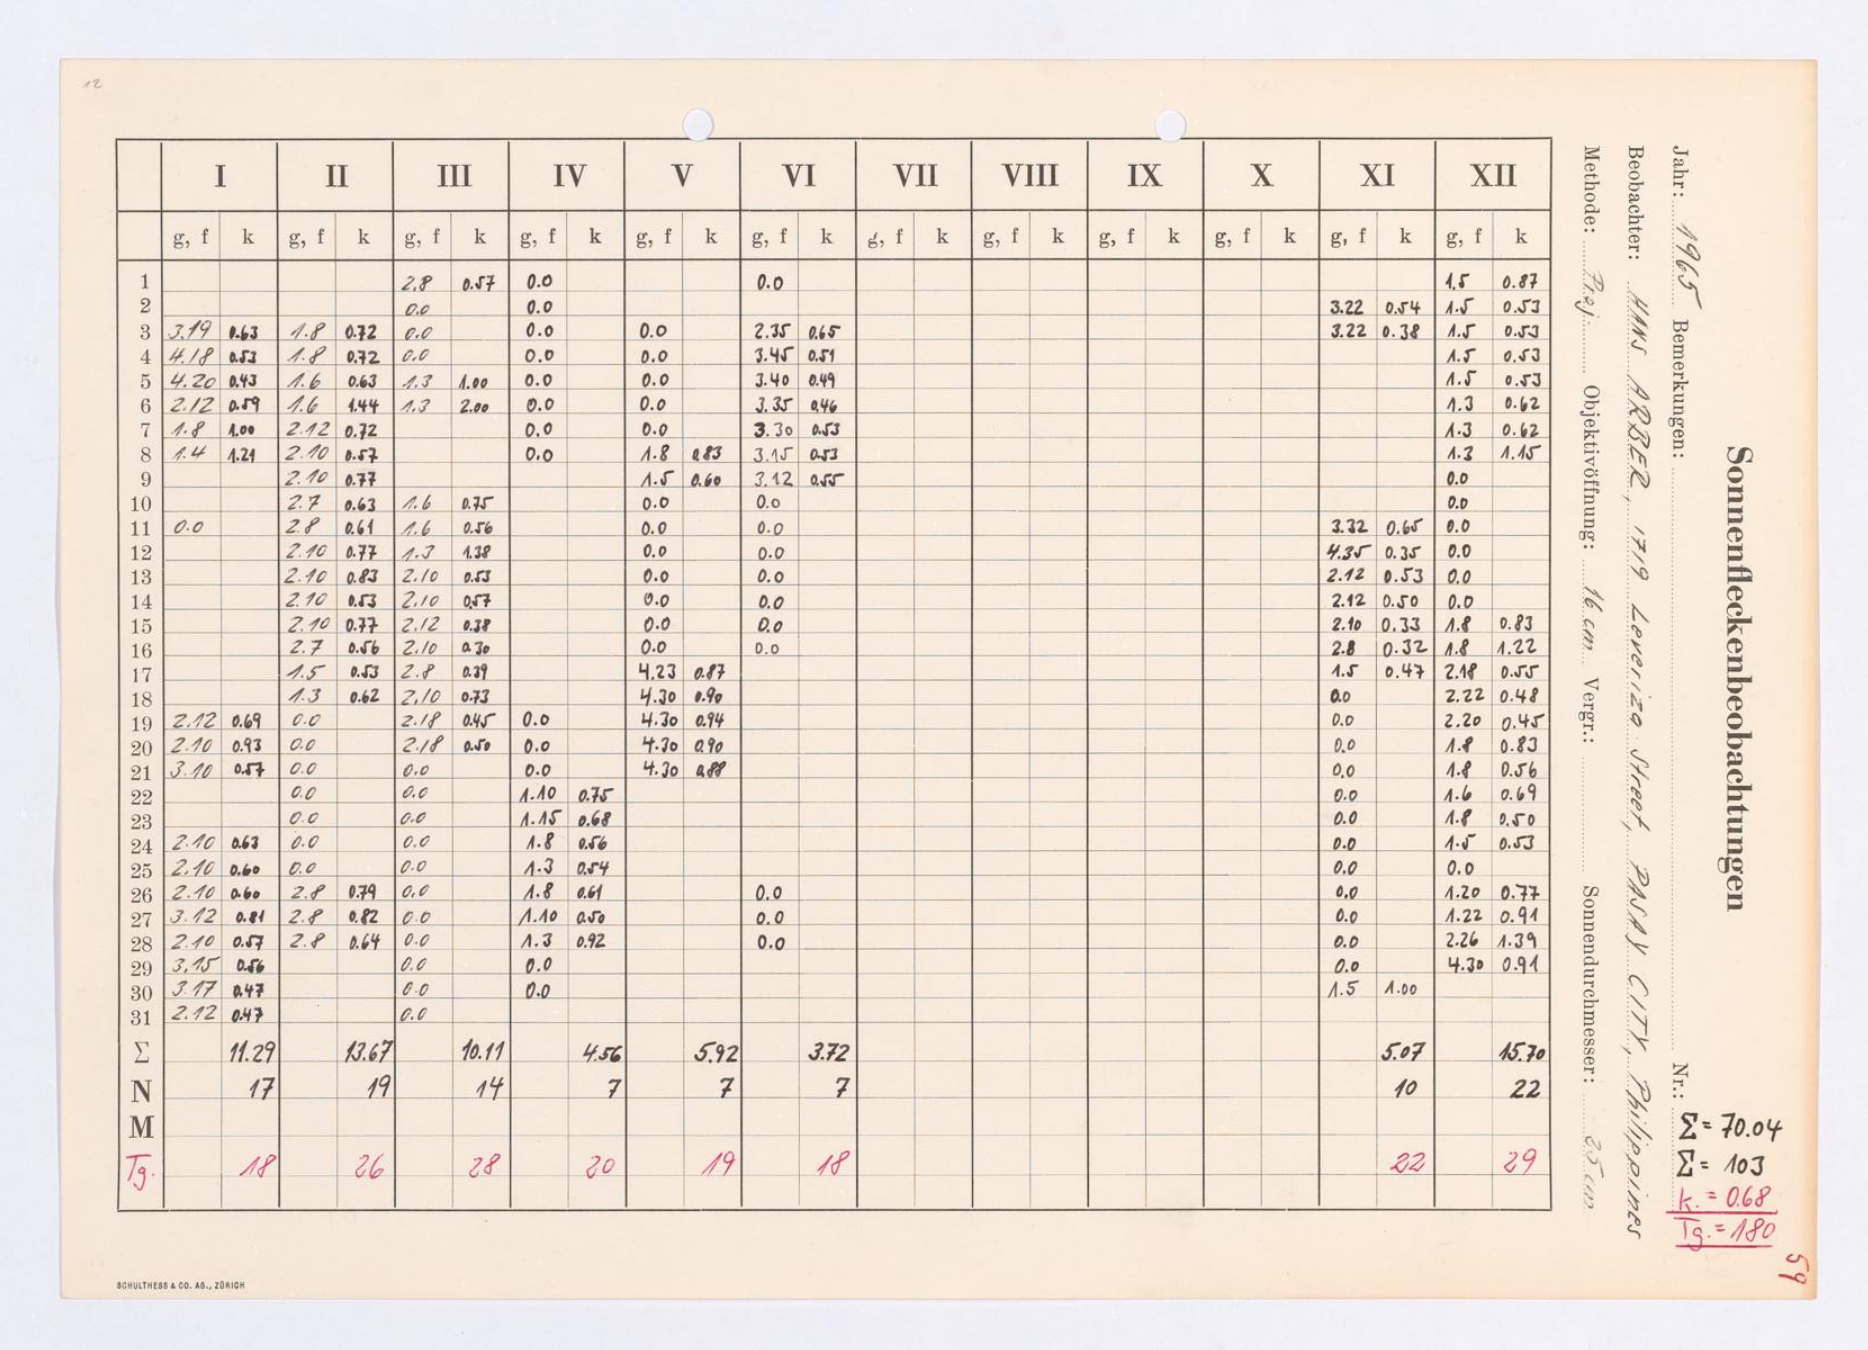 12
I II III IV V VI VII VIII IX X XI XII
g, f k g, f k g, f k g, f k g, f k g, f k g, f k g, f k g, f k g, f k g, f k g, f k
1 2.8 0.57 0.0 0.0 1.5 0.87
2 0.0 0.0 3.22 0.54 1.5 0.53
3 3.19 0.63 1.8 0.72 0.0 0.0 0.0 2.35 0.65 3.22 0.38 1.5 0.53
4 4.18 0.53 1.8 0.72 0.0 0.0 0.0 3.45 0.51 1.5 0.53
5 4.20 0.43 1.6 0.63 1.3 1.00 0.0 0.0 3.40 0.49 1.5 0.53
6 2.12 0.59 1.6 1.44 1.3 2.00 0.0 0.0 3.35 0.46 1.3 0.62
7 1.8 1.00 2.12 0.72 0.0 0.0 3.30 0.53 1.3 0.62
8 1.4 1.21 2.10 0.57 0.0 1.8 0.83 3.15 0.53 1.3 1.15
9 2.10 0.77 1.5 0.60 3.12 0.55 0.0
10 2.7 0.63 1.6 0.75 0.0 0.0 0.0
11 0.0 2.8 0.61 1.6 0.56 0.0 0.0 3.32 0.65 0.0
12 2.10 0.77 1.3 1.38 0.0 0.0 4.35 0.35 0.0
13 2.10 0.83 2.10 0.53 0.0 0.0 2.12 0.53 0.0
14 2.10 0.53 2.10 0.57 0.0 0.0 2.12 0.50 0.0
15 2.10 0.77 2.12 0.38 0.0 0.0 2.10 0.33 1.8 0.83
16 2.7 0.56 2.10 0.30 0.0 0.0 2.8 0.32 1.8 1.22
17 1.5 0.53 2.8 0.39 4.23 0.87 1.5 0.47 2.18 0.55
18 1.3 0.62 2.10 0.73 4.30 0.90 0.0 2.22 0.48
19 2.12 0.69 0.0 2.18 0.45 0.0 4.30 0.94 0.0 2.20 0.45
20 2.10 0.93 0.0 2.18 0.50 0.0 4.30 0.90 0.0 1.8 0.83
21 3.10 0.57 0.0 0.0 0.0 4.30 0.88 0.0 1.8 0.56
22 0.0 0.0 1.10 0.75 0.0 1.6 0.69
23 0.0 0.0 1.15 0.68 0.0 1.8 0.50
24 2.10 0.63 0.0 0.0 1.8 0.56 0.0 1.5 0.53
25 2.10 0.60 0.0 0.0 1.3 0.54 0.0 0.0
26 2.10 0.60 2.8 0.79 0.0 1.8 0.61 0.0 0.0 1.20 0.77
27 3.12 0.81 2.8 0.82 0.0 1.10 0.50 0.0 0.0 1.22 0.91
28 2.10 0.57 2.8 0.64 0.0 1.3 0.92 0.0 0.0 2.26 1.39
29 3.15 0.56 0.0 0.0 0.0 4.30 0.91
30 3.17 0.47 0.0 0.0 1.5 1.00
31 2.12 0.47 0.0
Σ 11.29 13.67 10.11 4.56 5.92 3.72 5.07 15.70
N 17 19 14 7 7 7 10 22
M
Tg. 18 26 28 20 19 18 22 29
SCHULTHESS & CO. AG., ZÜRICH
Sonnenfleckenbeobachtungen
Jahr: 1965 Bemerkungen: Nr.:
Beobachter: HANS ARBER, 1719 Leveriza Street, PASAY CITY, Philippines
Methode: Proj. Objektivöffnung: 16 cm Vergr.: Sonnendurchmesser: 25 cm
Σ = 70.04
Σ = 103
k. = 0.68
Tg. = 180
59